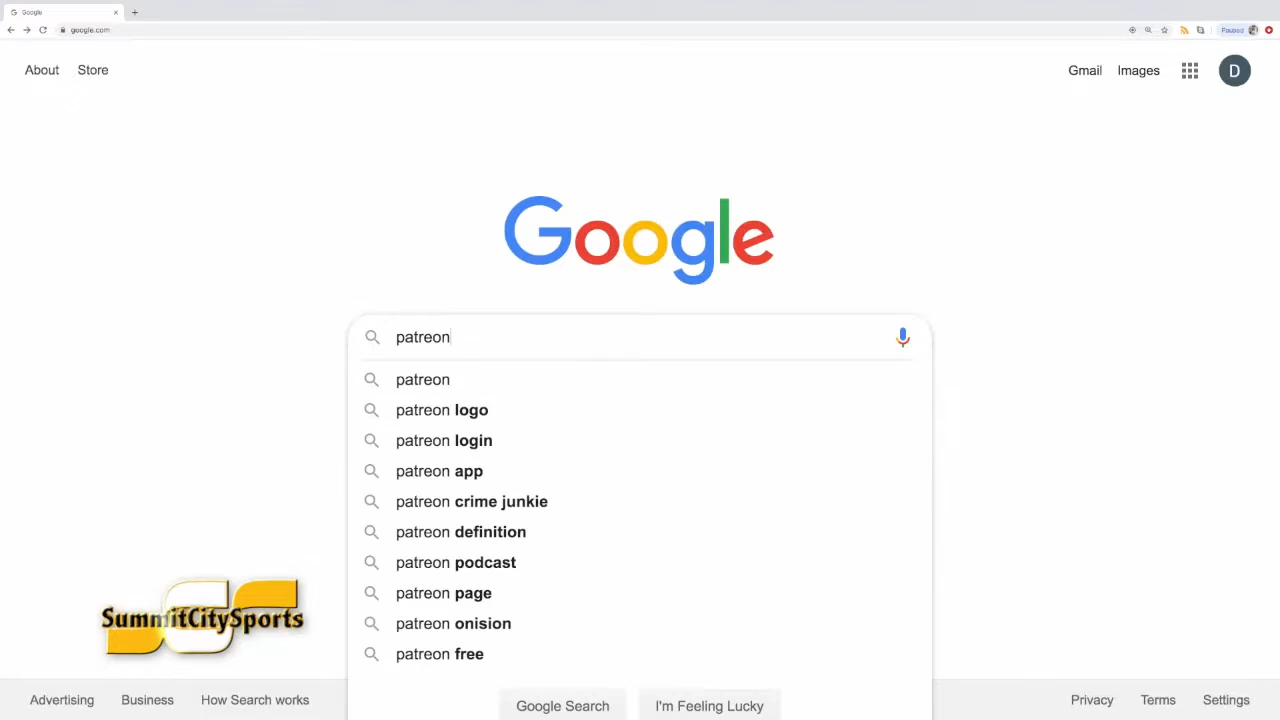 Google
google.com
Paused
About Store
Gmail Images
D
Google
patreon
patreon
patreon logo
patreon login
patreon app
patreon crime junkie
patreon definition
patreon podcast
patreon page
patreon onision
patreon free
SummitCitySports
Google Search I'm Feeling Lucky
Advertising Business How Search works
Privacy Terms Settings